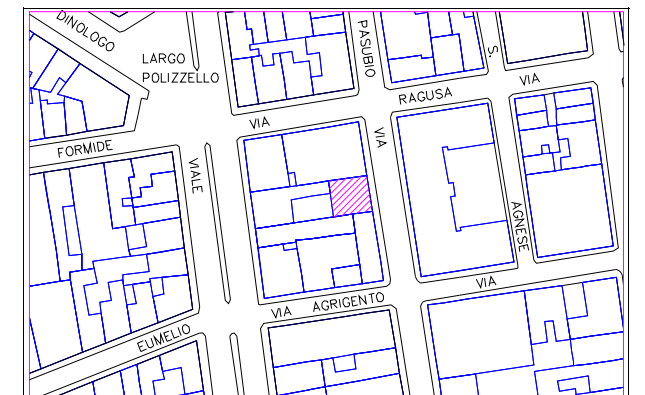 DINOLOGO
LARGO
POLIZZELLO
PASUBIO
S.
VIA
RAGUSA
VIA
VIA
FORMIDE
VIALE
AGNESE
VIA
VIA AGRIGENTO
EUMELIO